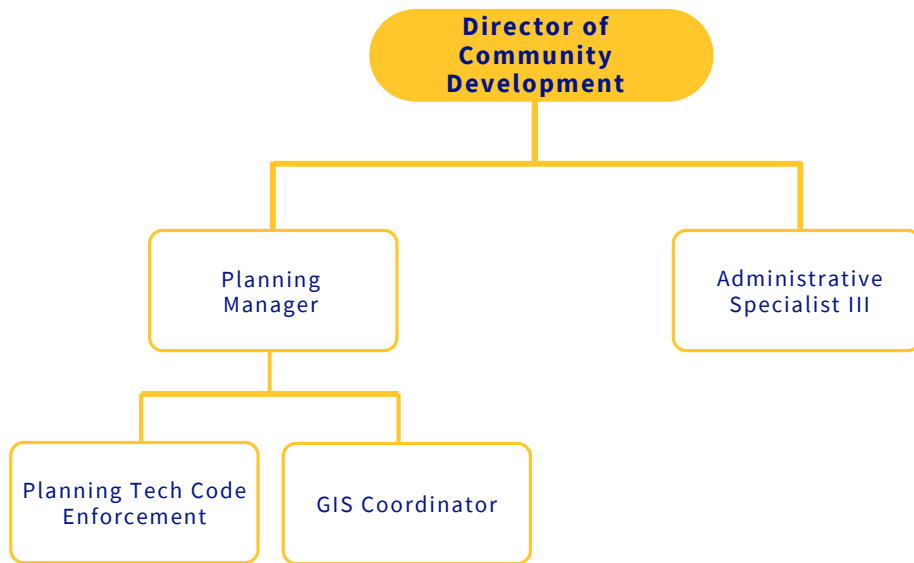 Director of
Community
Development
Planning
Manager
Administrative
Specialist III
Planning Tech Code
Enforcement
GIS Coordinator